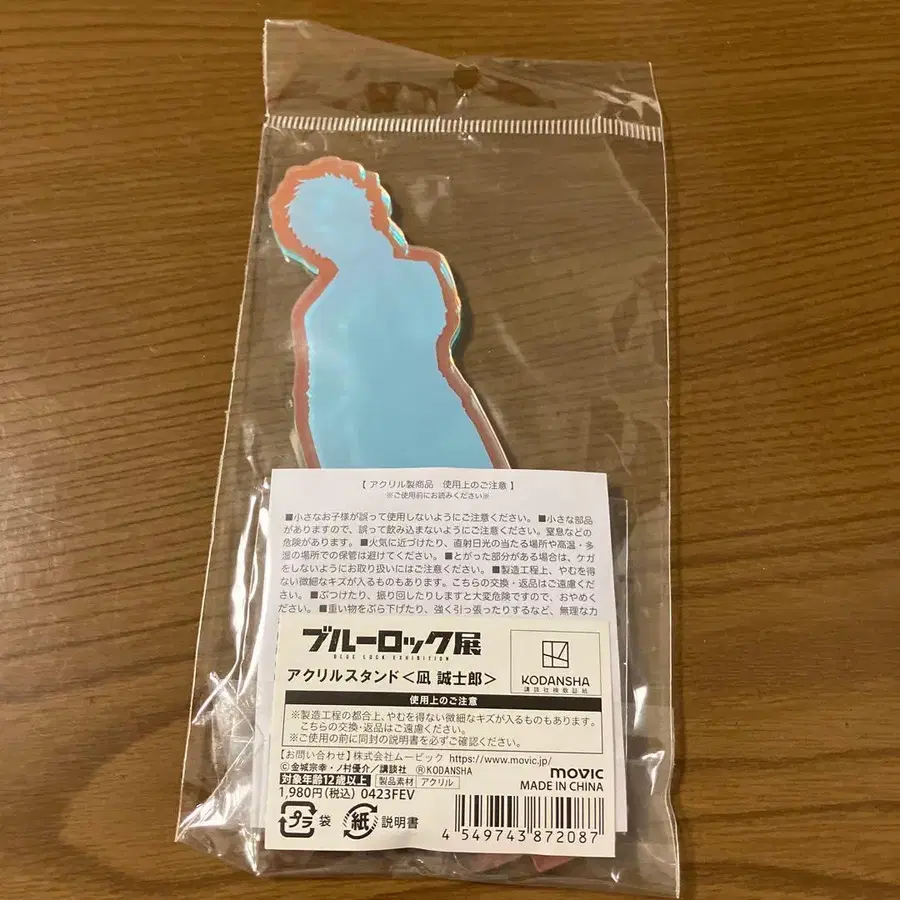 【 アクリル製商品　使用上のご注意 】
※ご使用前にお読みください※
■小さなお子様が誤って使用しないようにご注意ください。 ■小さな部品
がありますので、誤って飲み込まないようにご注意ください。窒息などの
危険があります。 ■火気に近づけたり、直射日光の当たる場所や高温・多
湿の場所での保管は避けてください。 ■とがった部分がある場合は、ケガ
をしないようにお取り扱いにはご注意ください。 ■製造工程上、やむを得
ない微細なキズが入るものもあります。こちらの交換・返品はご遠慮くだ
さい。 ■ぶつけたり、振り回したりしますと大変危険ですので、おやめく
ださい。 ■重い物をぶら下げたり、強く引っ張ったりするなど、無理な力
ブルーロック展
BLUE LOCK EXHIBITION
アクリルスタンド＜凪 誠士郎＞
KODANSHA
講談社検数証紙
使用上のご注意
※製造工程の都合上、やむを得ない微細なキズが入るものもあります。
こちらの交換・返品はご遠慮ください。
※ご使用の前に同封の説明書を必ずご確認ください。
【お問い合わせ】株式会社ムービック https://www.movic.jp/
©金城宗幸・ノ村優介/講談社 ®KODANSHA
movic
対象年齢12歳以上 製品素材 アクリル
MADE IN CHINA
1,980円(税込) 0423FEV
プラ 袋 紙 説明書
4 549743 872087